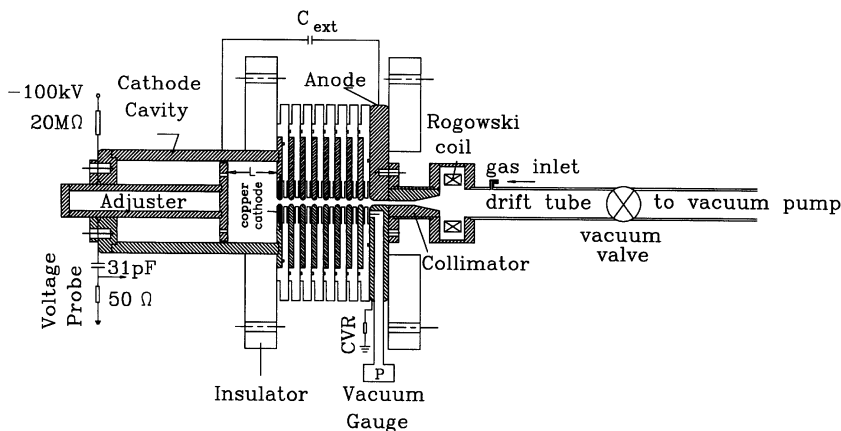 C ext
Cathode
Cavity
Anode
-100kV
20MΩ
Rogowski
coil
gas inlet
L
copper
cathode
Adjuster
drift tube
to vacuum pump
vacuum
valve
Collimator
31pF
50 Ω
Voltage
Probe
CVR
P
Insulator
Vacuum
Gauge